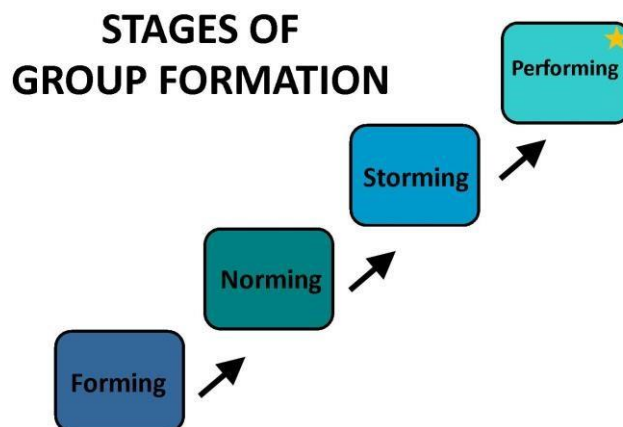 STAGES OF
GROUP FORMATION
Performing
Storming
Norming
Forming